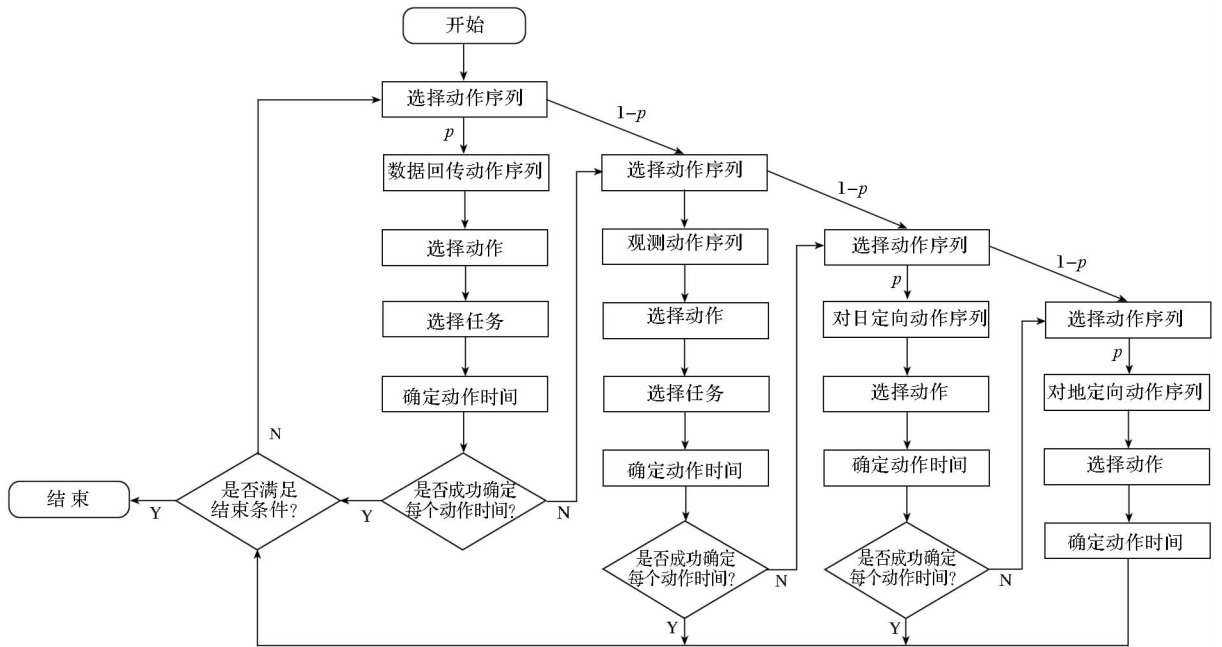 开始
选择动作序列
p
1-p
数据回传动作序列
选择动作
选择任务
确定动作时间
是否成功确定
每个动作时间?
Y
N
是否满足
结束条件?
N
Y
结束
选择动作序列
1-p
观测动作序列
选择动作
选择任务
确定动作时间
是否成功确定
每个动作时间?
N
Y
选择动作序列
1-p
p
对日定向动作序列
选择动作
确定动作时间
是否成功确定
每个动作时间?
N
Y
选择动作序列
p
对地定向动作序列
选择动作
确定动作时间